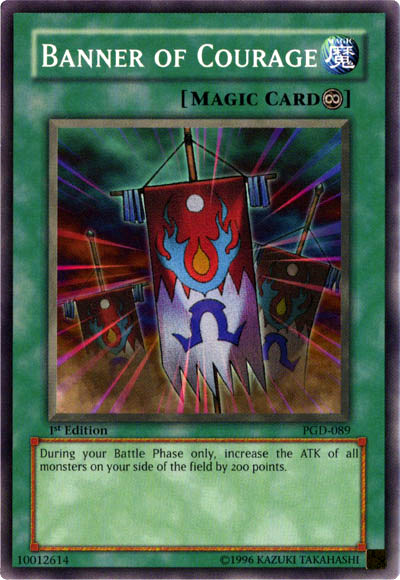 BANNER OF COURAGE
MAGIC
魔
[MAGIC CARD]
1st Edition
PGD-089
During your Battle Phase only, increase the ATK of all
monsters on your side of the field by 200 points.
10012614
©1996 KAZUKI TAKAHASHI